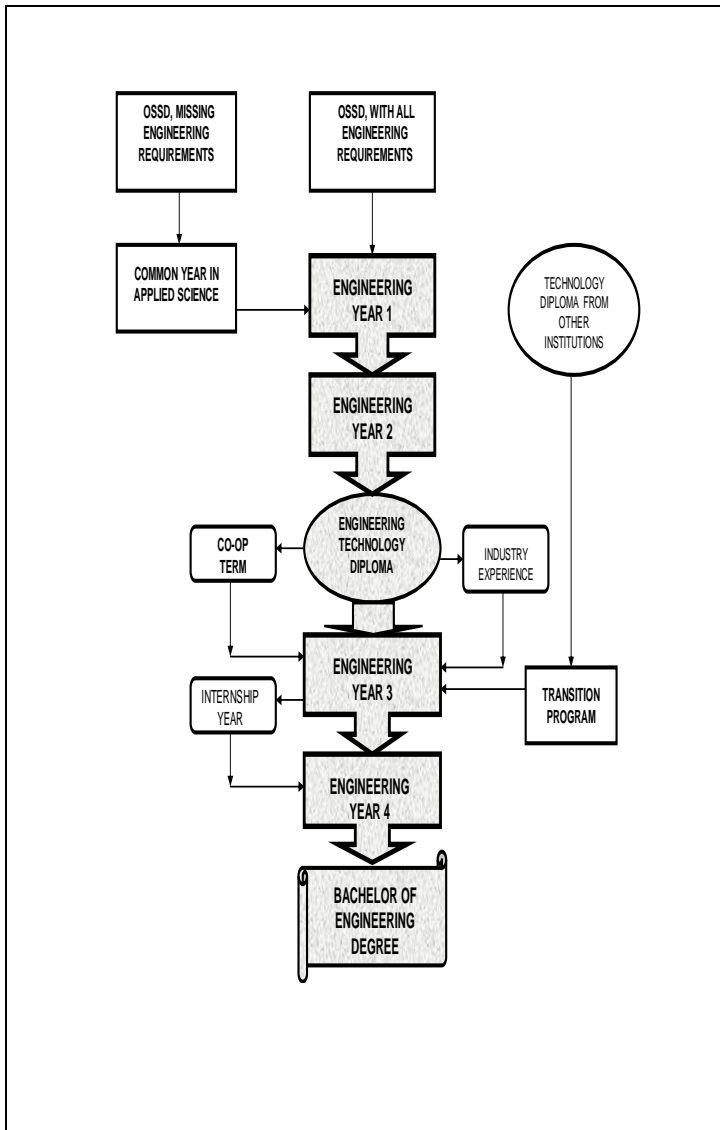 OSSD, MISSING
ENGINEERING
REQUIREMENTS
OSSD, WITH ALL
ENGINEERING
REQUIREMENTS
COMMON YEAR IN
APPLIED SCIENCE
ENGINEERING
YEAR 1
TECHNOLOGY
DIPLOMA FROM
OTHER
INSTITUTIONS
ENGINEERING
YEAR 2
ENGINEERING
TECHNOLOGY
DIPLOMA
CO-OP
TERM
INDUSTRY
EXPERIENCE
ENGINEERING
YEAR 3
INTERNSHIP
YEAR
TRANSITION
PROGRAM
ENGINEERING
YEAR 4
BACHELOR OF
ENGINEERING
DEGREE